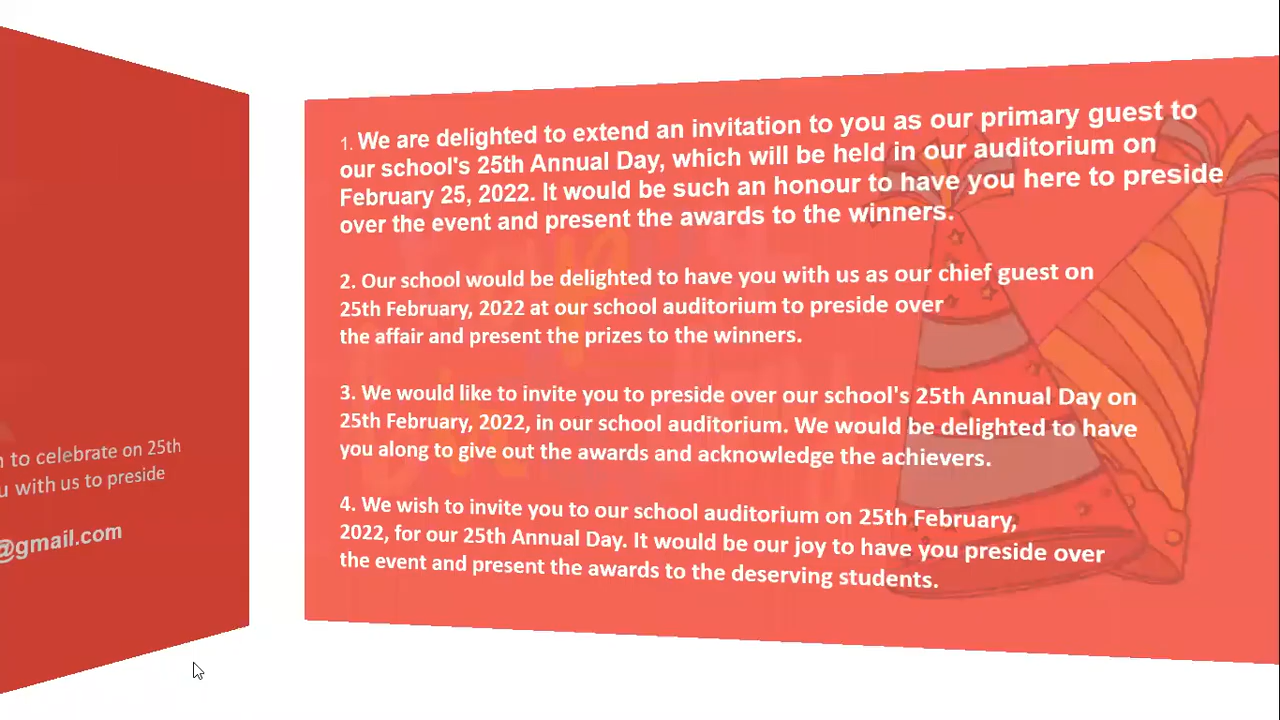 to celebrate on 25th
with us to preside
@gmail.com
1. We are delighted to extend an invitation to you as our primary guest to
our school's 25th Annual Day, which will be held in our auditorium on
February 25, 2022. It would be such an honour to have you here to preside
over the event and present the awards to the winners.
2. Our school would be delighted to have you with us as our chief guest on
25th February, 2022 at our school auditorium to preside over
the affair and present the prizes to the winners.
3. We would like to invite you to preside over our school's 25th Annual Day on
25th February, 2022, in our school auditorium. We would be delighted to have
you along to give out the awards and acknowledge the achievers.
4. We wish to invite you to our school auditorium on 25th February,
2022, for our 25th Annual Day. It would be our joy to have you preside over
the event and present the awards to the deserving students.